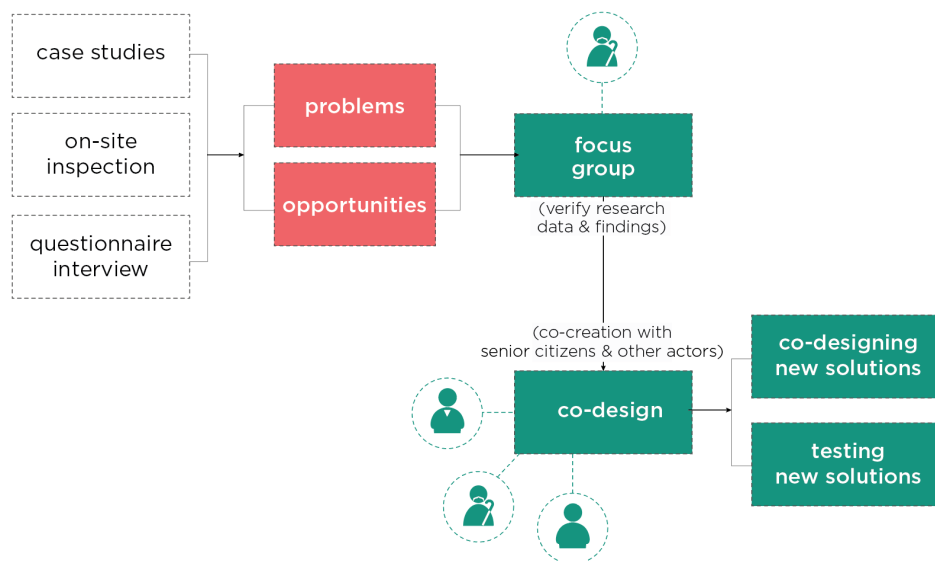 case studies
on-site
inspection
questionnaire
interview
problems
opportunities
focus
group
(verify research
data & findings)
(co-creation with
senior citizens & other actors)
co-design
co-designing
new solutions
testing
new solutions